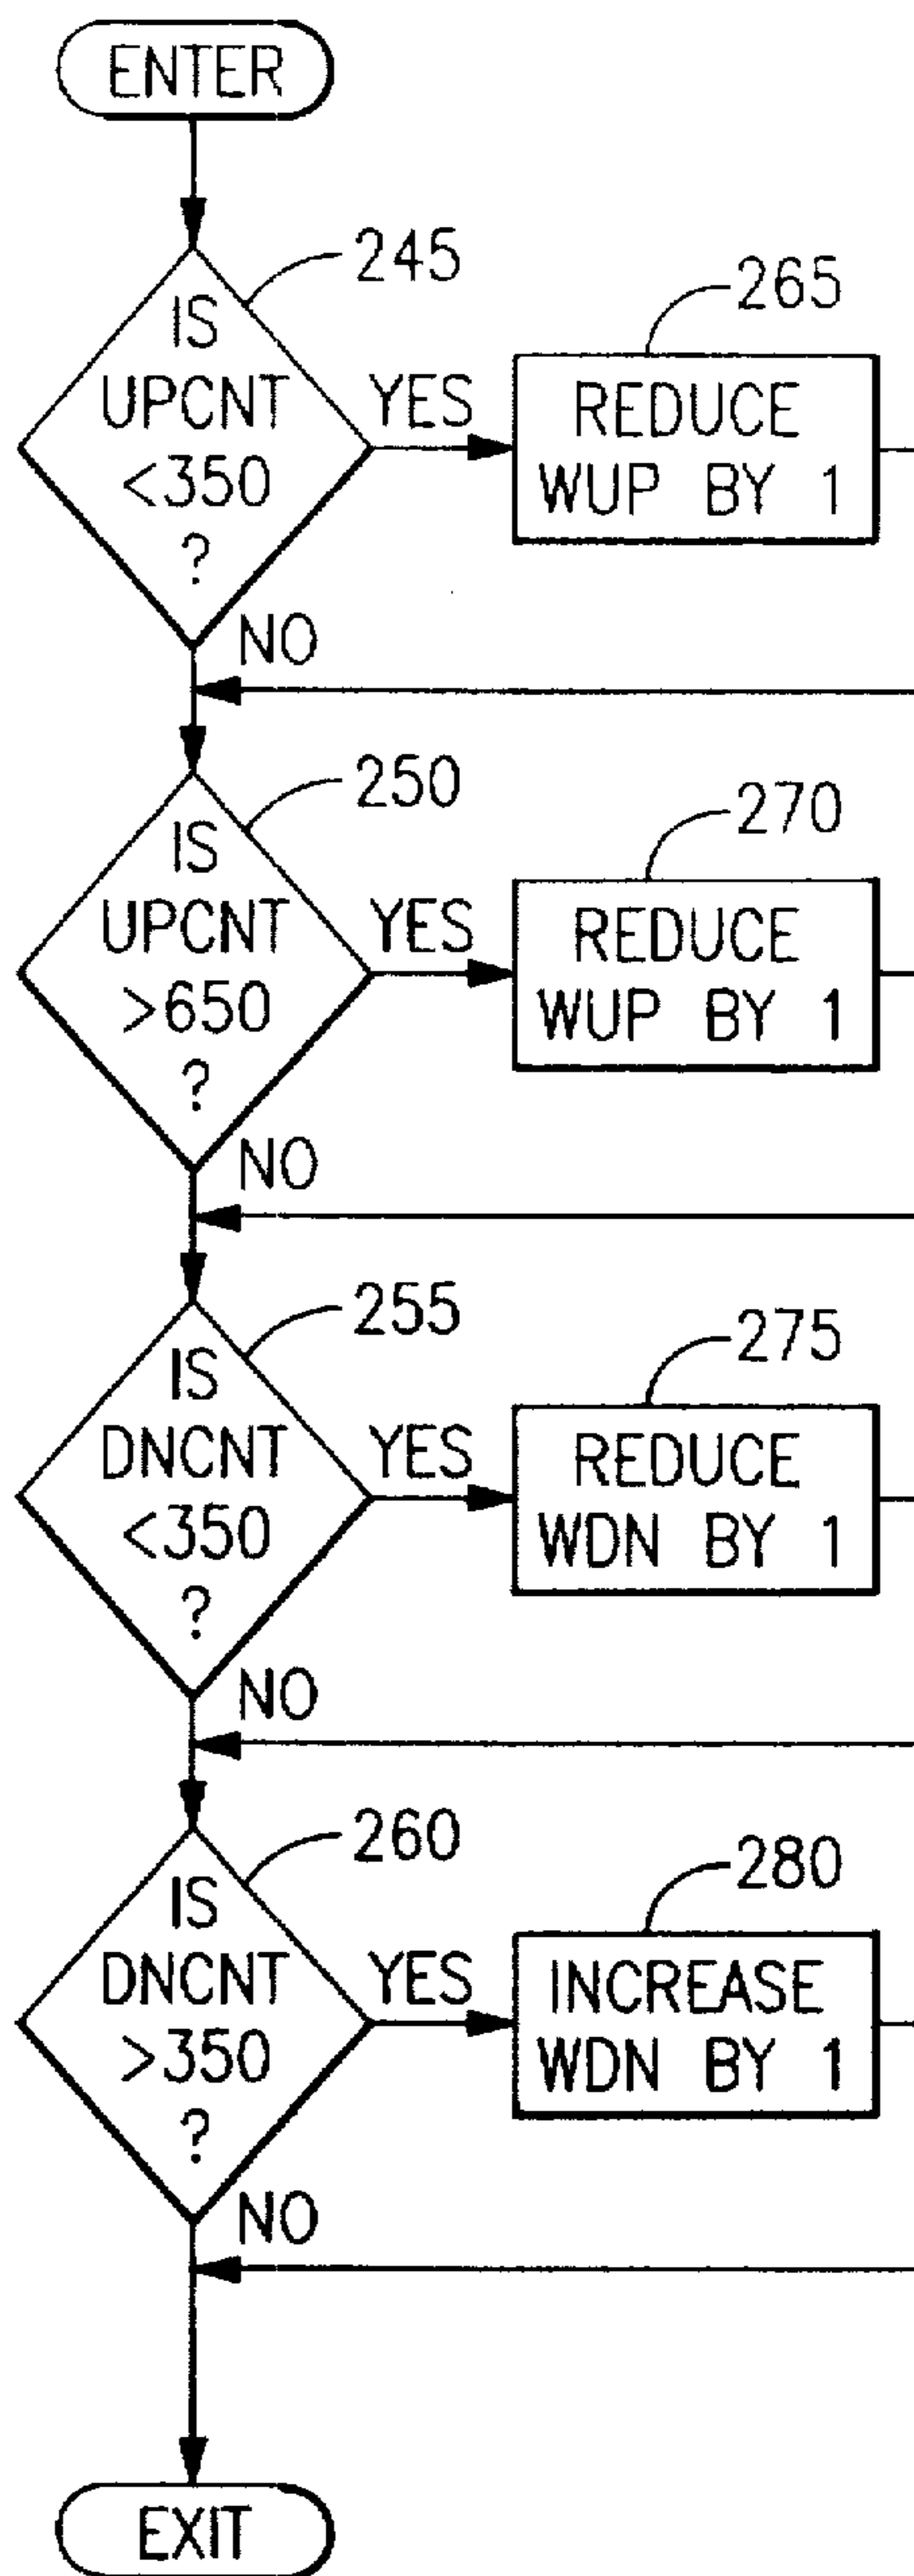 ENTER
245
IS
UPCNT
<350
?
YES
265
REDUCE
WUP BY 1
NO
250
IS
UPCNT
>650
?
YES
270
REDUCE
WUP BY 1
NO
255
IS
DNCNT
<350
?
YES
275
REDUCE
WDN BY 1
NO
260
IS
DNCNT
>350
?
YES
280
INCREASE
WDN BY 1
NO
EXIT